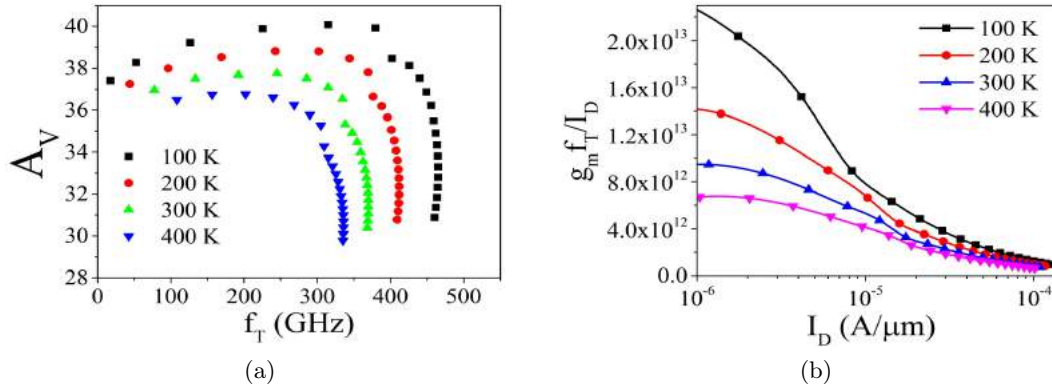 40
38
36
34
32
30
28
A_V
100 K
200 K
300 K
400 K
0 100 200 300 400 500
f_T (GHz)
(a)
2.0x10^13
1.6x10^13
1.2x10^13
8.0x10^12
4.0x10^12
0.0
g_m f_T/I_D
100 K
200 K
300 K
400 K
10^-6 10^-5 10^-4
I_D (A/μm)
(b)